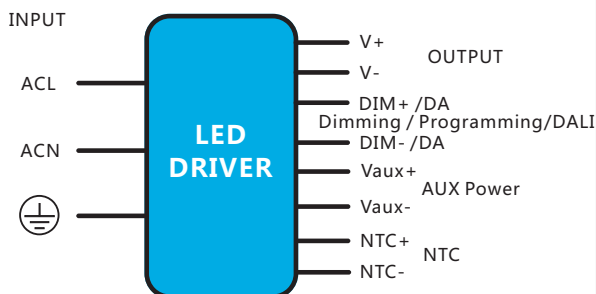 INPUT
ACL
ACN
LED
DRIVER
V+
V-
OUTPUT
DIM+ /DA
Dimming / Programming/DALI
DIM- /DA
Vaux+
AUX Power
Vaux-
NTC+
NTC
NTC-